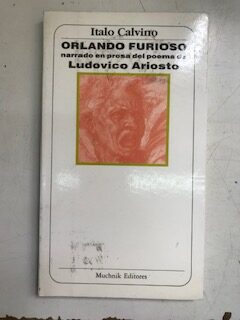 Italo Calvino
ORLANDO FURIOSO
narrado en prosa del poema de
Ludovico Ariosto
Muchnik Editores